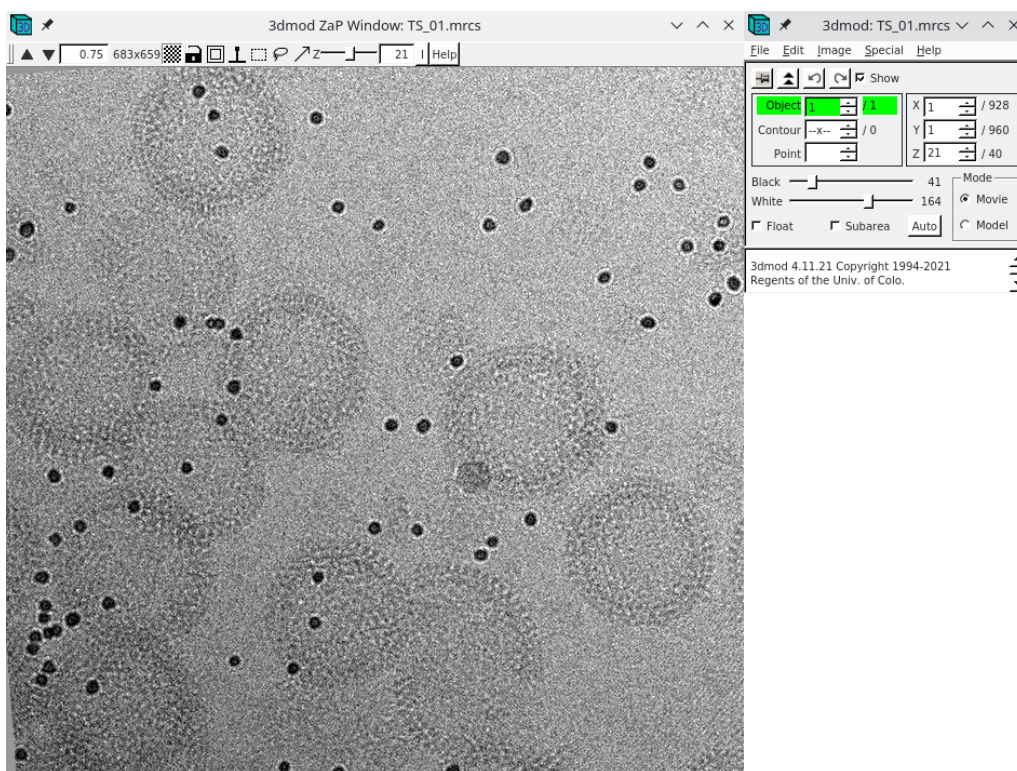 3dmod ZaP Window: TS_01.mrcs
0.75 683x659 Z 21 I Help
3dmod: TS_01.mrcs
File Edit Image Special Help
Show
Object 1 / 1 X 1 / 928
Contour --x-- / 0 Y 1 / 960
Point Z 21 / 40
Black 41 Mode
White 164 Movie
Float Subarea Auto Model
3dmod 4.11.21 Copyright 1994-2021
Regents of the Univ. of Colo.